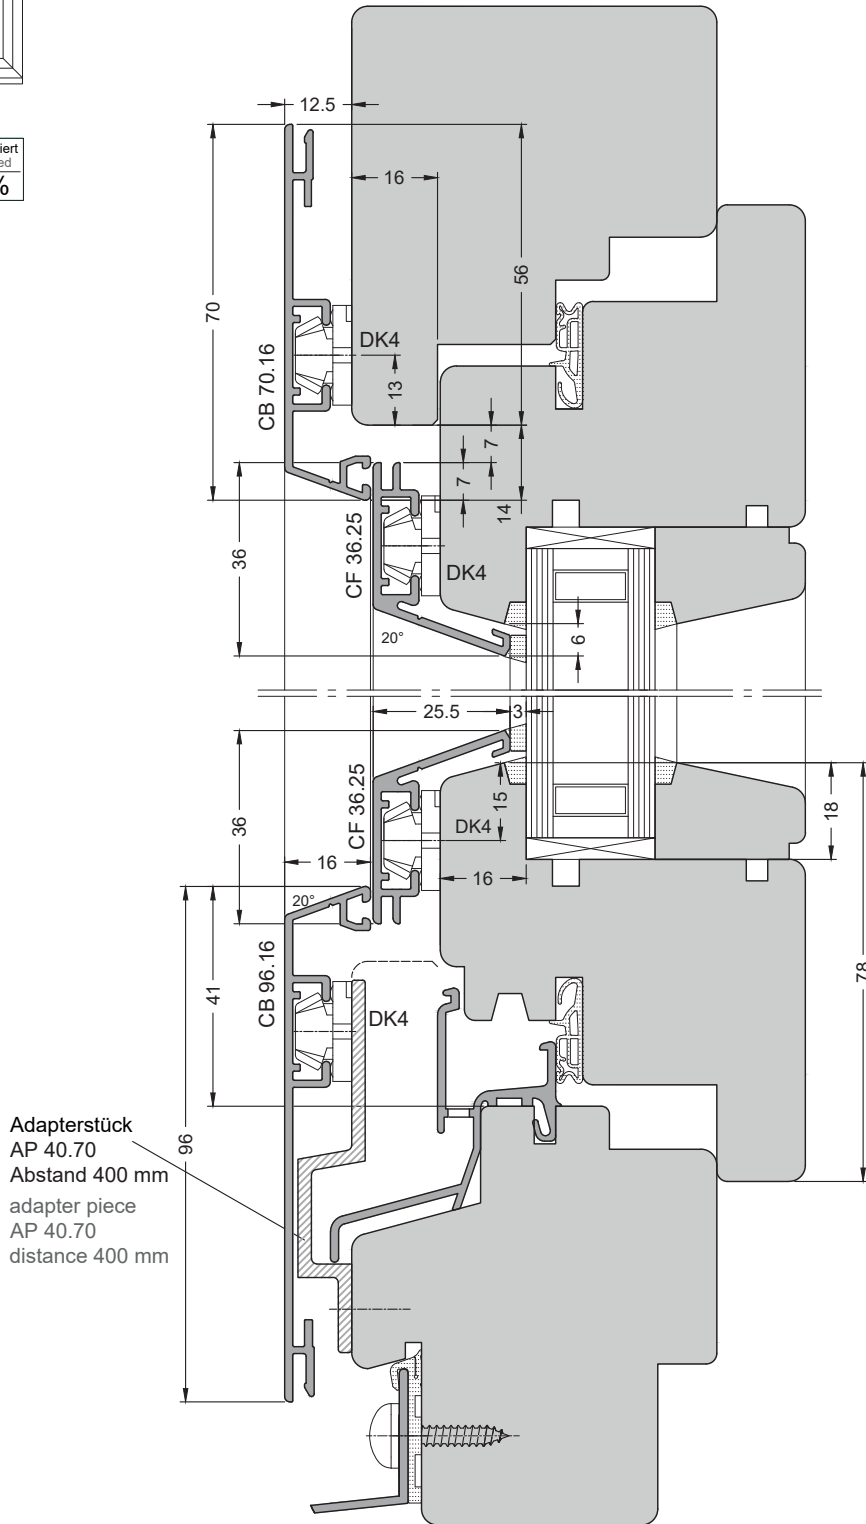 iert
ed
%
12.5
16
70
56
CB 70.16
DK4
13
7
7
14
36
CF 36.25
DK4
20°
6
25.5
3
36
CF 36.25
15
DK4
18
16
16
20°
41
CB 96.16
DK4
78
96
Adapterstück
AP 40.70
Abstand 400 mm
adapter piece
AP 40.70
distance 400 mm